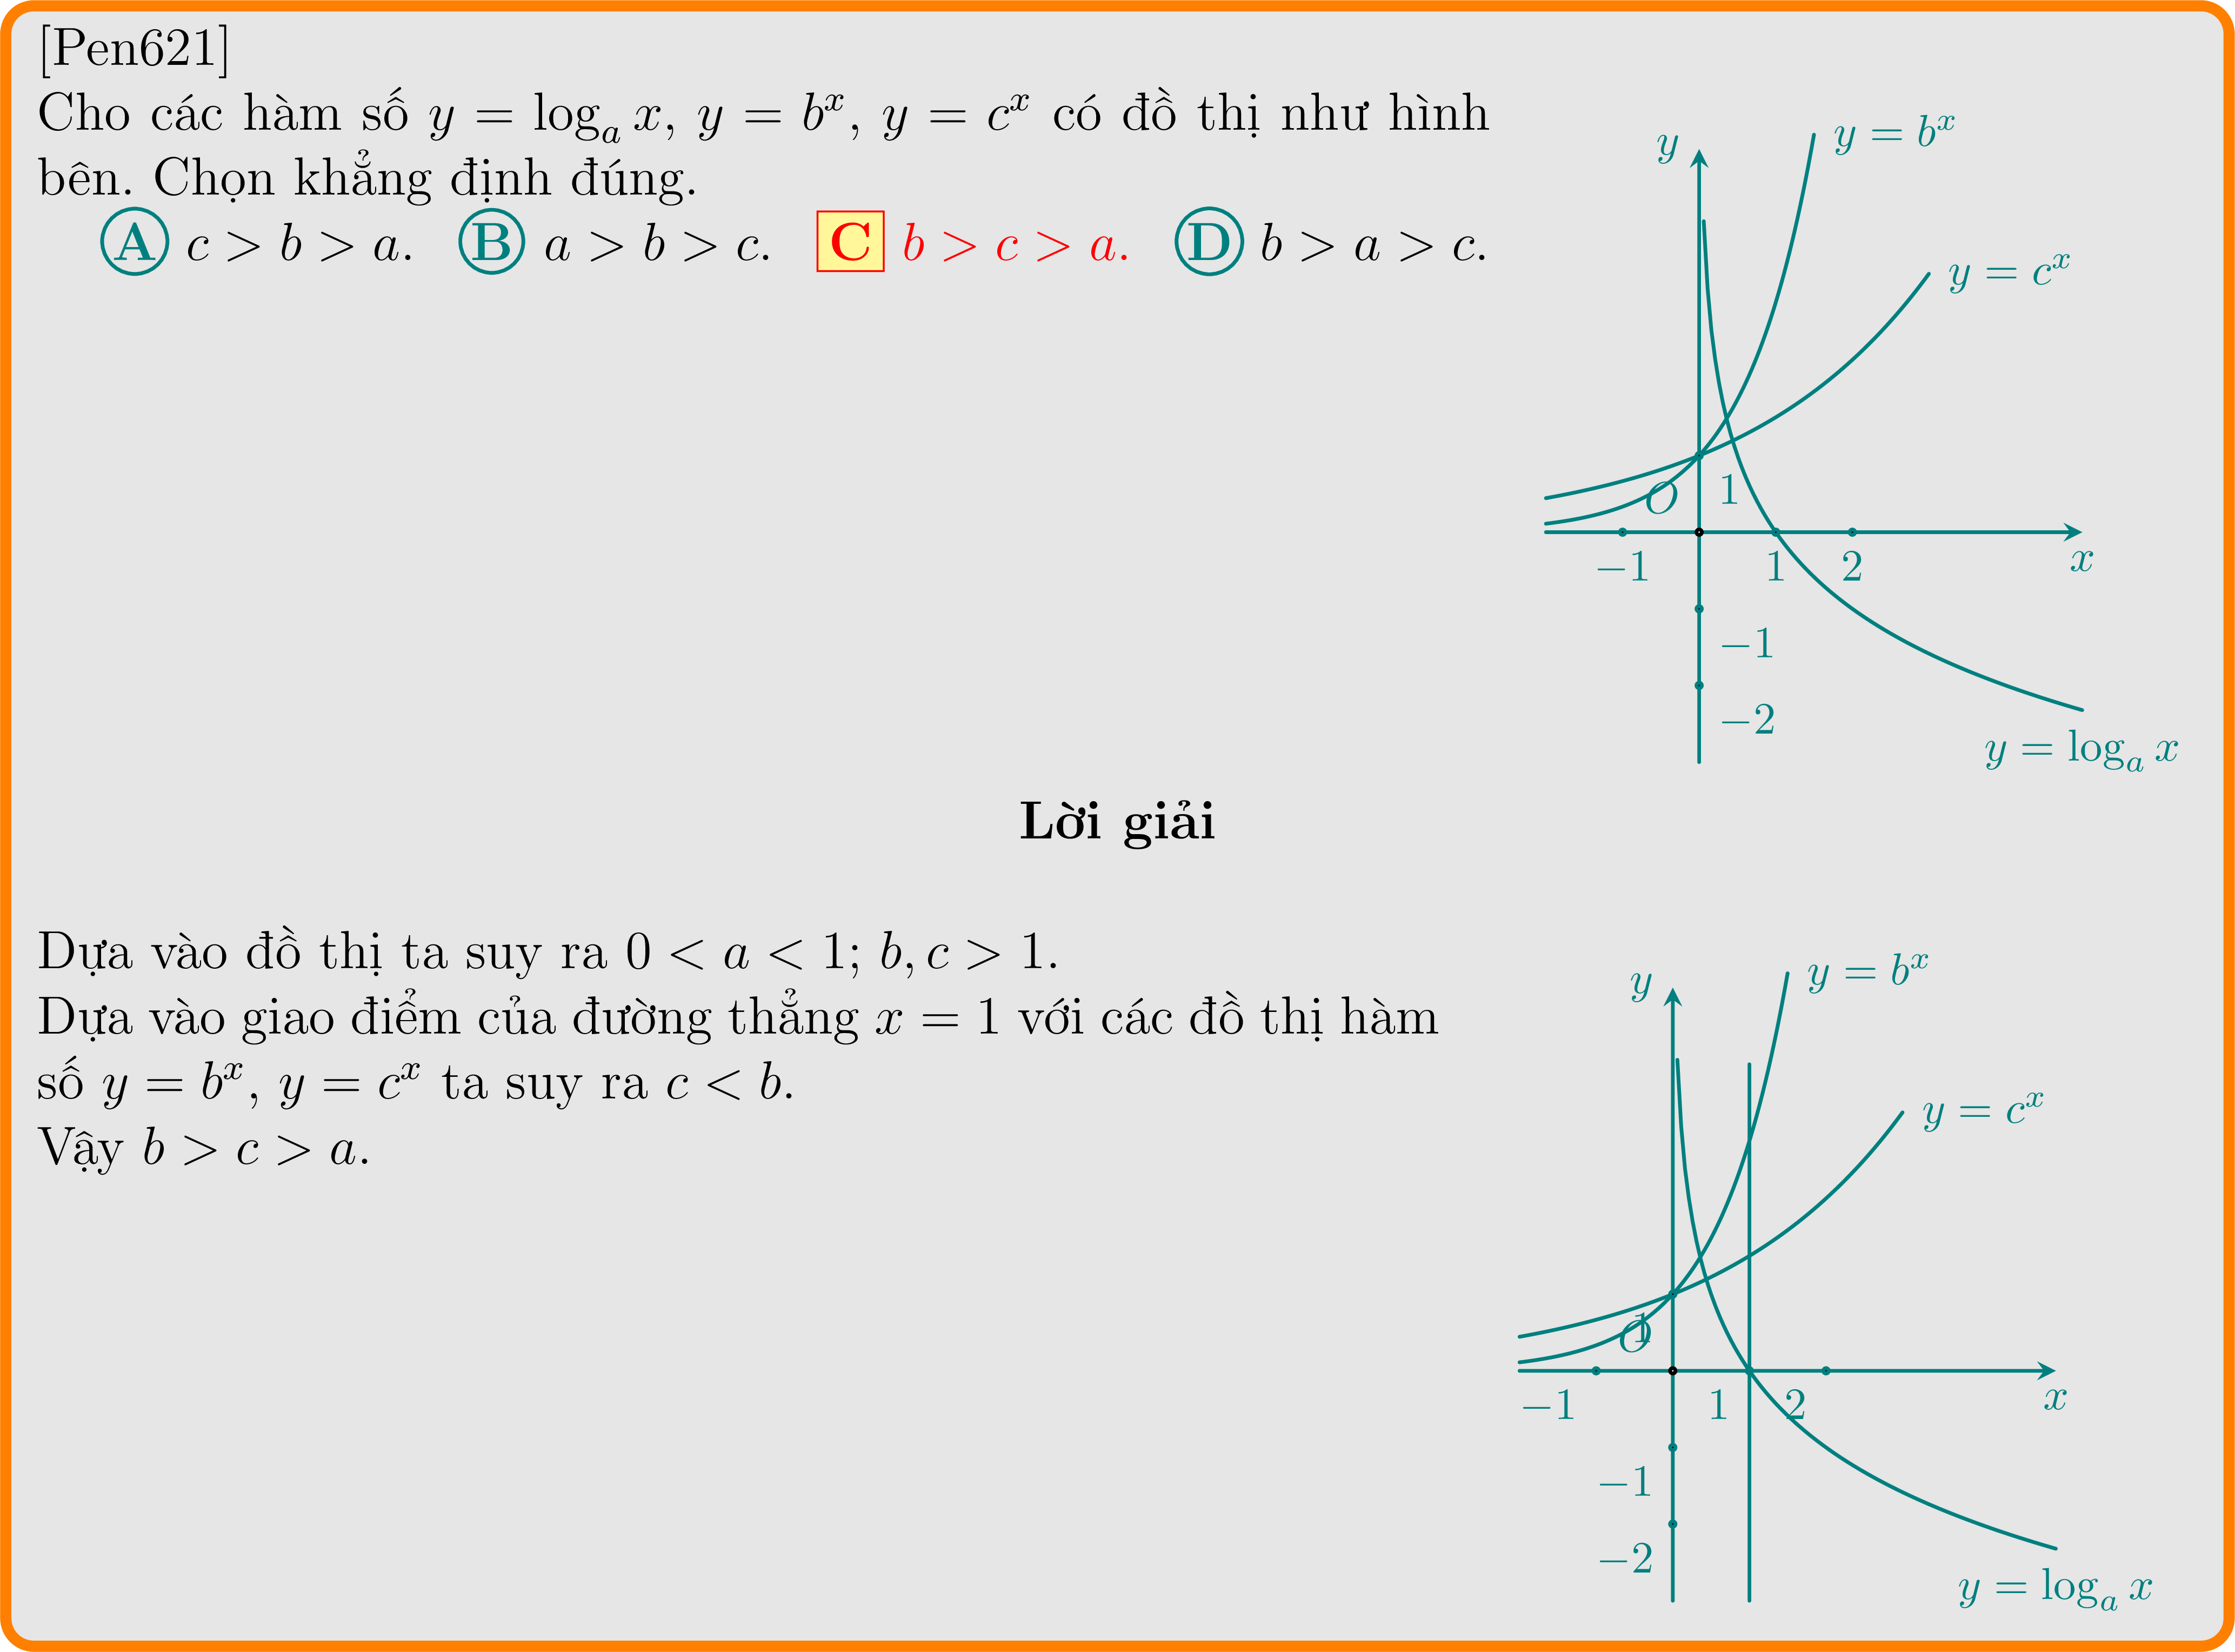 [Pen621]
Cho các hàm số y = log_a x, y = b^x, y = c^x có đồ thị như hình
bên. Chọn khẳng định đúng.
A c > b > a. B a > b > c. C b > c > a. D b > a > c.
y
y = b^x
y = c^x
1
O
−1 1 2
x
−1
−2
y = log_a x
Lời giải
Dựa vào đồ thị ta suy ra 0 < a < 1; b, c > 1.
Dựa vào giao điểm của đường thẳng x = 1 với các đồ thị hàm
số y = b^x, y = c^x ta suy ra c < b.
Vậy b > c > a.
y
y = b^x
y = c^x
1
O
−1 1 2
x
−1
−2
y = log_a x